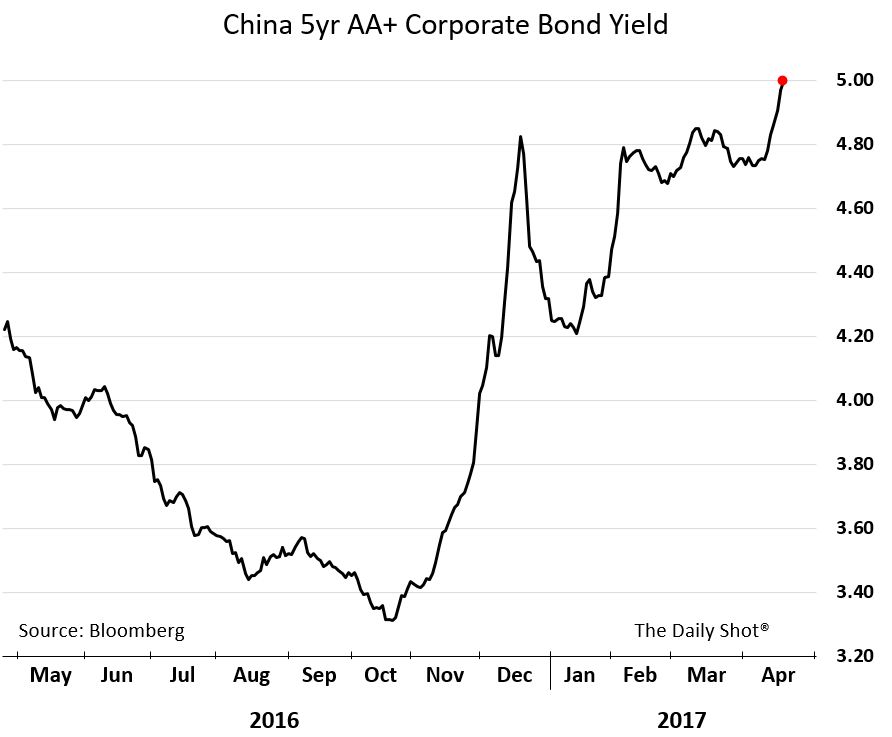 China 5yr AA+ Corporate Bond Yield
5.00
4.80
4.60
4.40
4.20
4.00
3.80
3.60
3.40
3.20
Source: Bloomberg
The Daily Shot®
May Jun Jul Aug Sep Oct Nov Dec Jan Feb Mar Apr
2016 2017